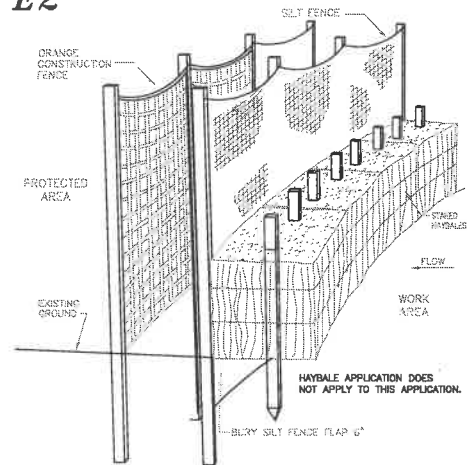 E2
SILT FENCE
ORANGE
CONSTRUCTION
FENCE
PROTECTED
AREA
STAKED
HAYBALES
FLOW
WORK
AREA
EXISTING
GROUND
HAYBALE APPLICATION DOES
NOT APPLY TO THIS APPLICATION.
BURY SILT FENCE FLAP 6"